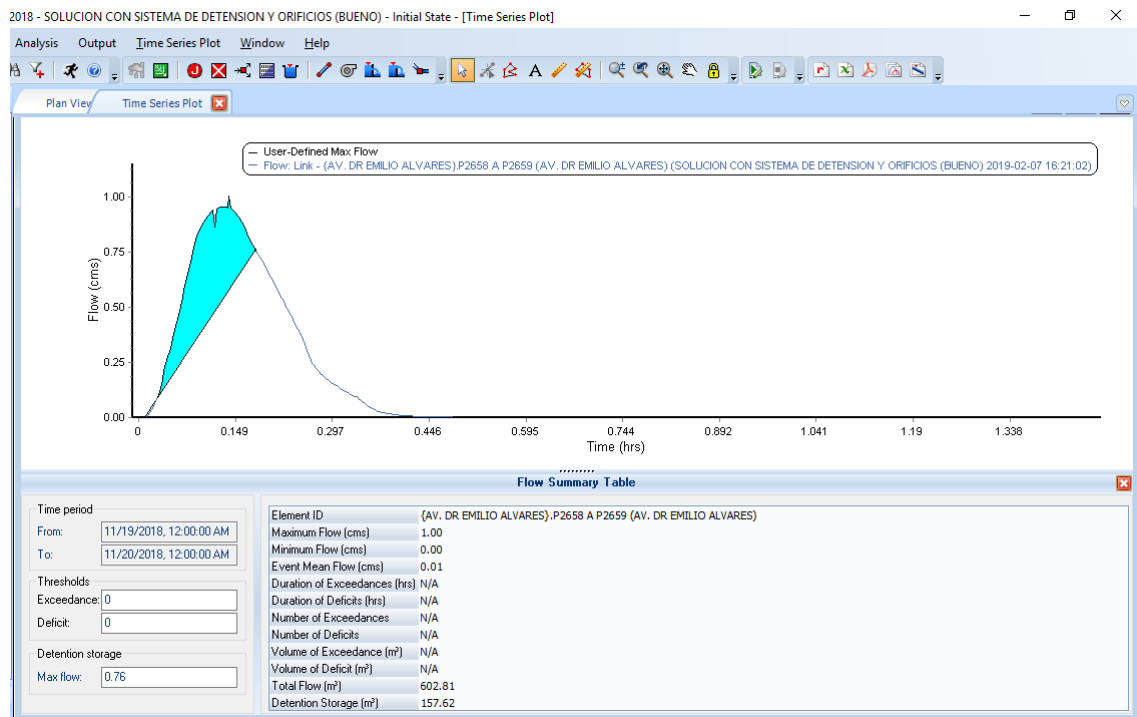 2018 - SOLUCION CON SISTEMA DE DETENSION Y ORIFICIOS (BUENO) - Initial State - [Time Series Plot]
Analysis Output Time Series Plot Window Help
Plan View Time Series Plot
User-Defined Max Flow
Flow: Link - {AV. DR EMILIO ALVARES}.P2658 A P2659 (AV. DR EMILIO ALVARES) (SOLUCION CON SISTEMA DE DETENSION Y ORIFICIOS (BUENO) 2019-02-07 16:21:02)
1.00
0.75
0.50
0.25
0.00
Flow (cms)
0 0.149 0.297 0.446 0.595 0.744 0.892 1.041 1.19 1.338
Time (hrs)
Flow Summary Table
Time period
From: 11/19/2018, 12:00:00 AM
To: 11/20/2018, 12:00:00 AM
Thresholds
Exceedance: 0
Deficit: 0
Detention storage
Max flow: 0.76
Element ID {AV. DR EMILIO ALVARES}.P2658 A P2659 (AV. DR EMILIO ALVARES)
Maximum Flow (cms) 1.00
Minimum Flow (cms) 0.00
Event Mean Flow (cms) 0.01
Duration of Exceedances (hrs) N/A
Duration of Deficits (hrs) N/A
Number of Exceedances N/A
Number of Deficits N/A
Volume of Exceedance (m³) N/A
Volume of Deficit (m³) N/A
Total Flow (m³) 602.81
Detention Storage (m³) 157.62